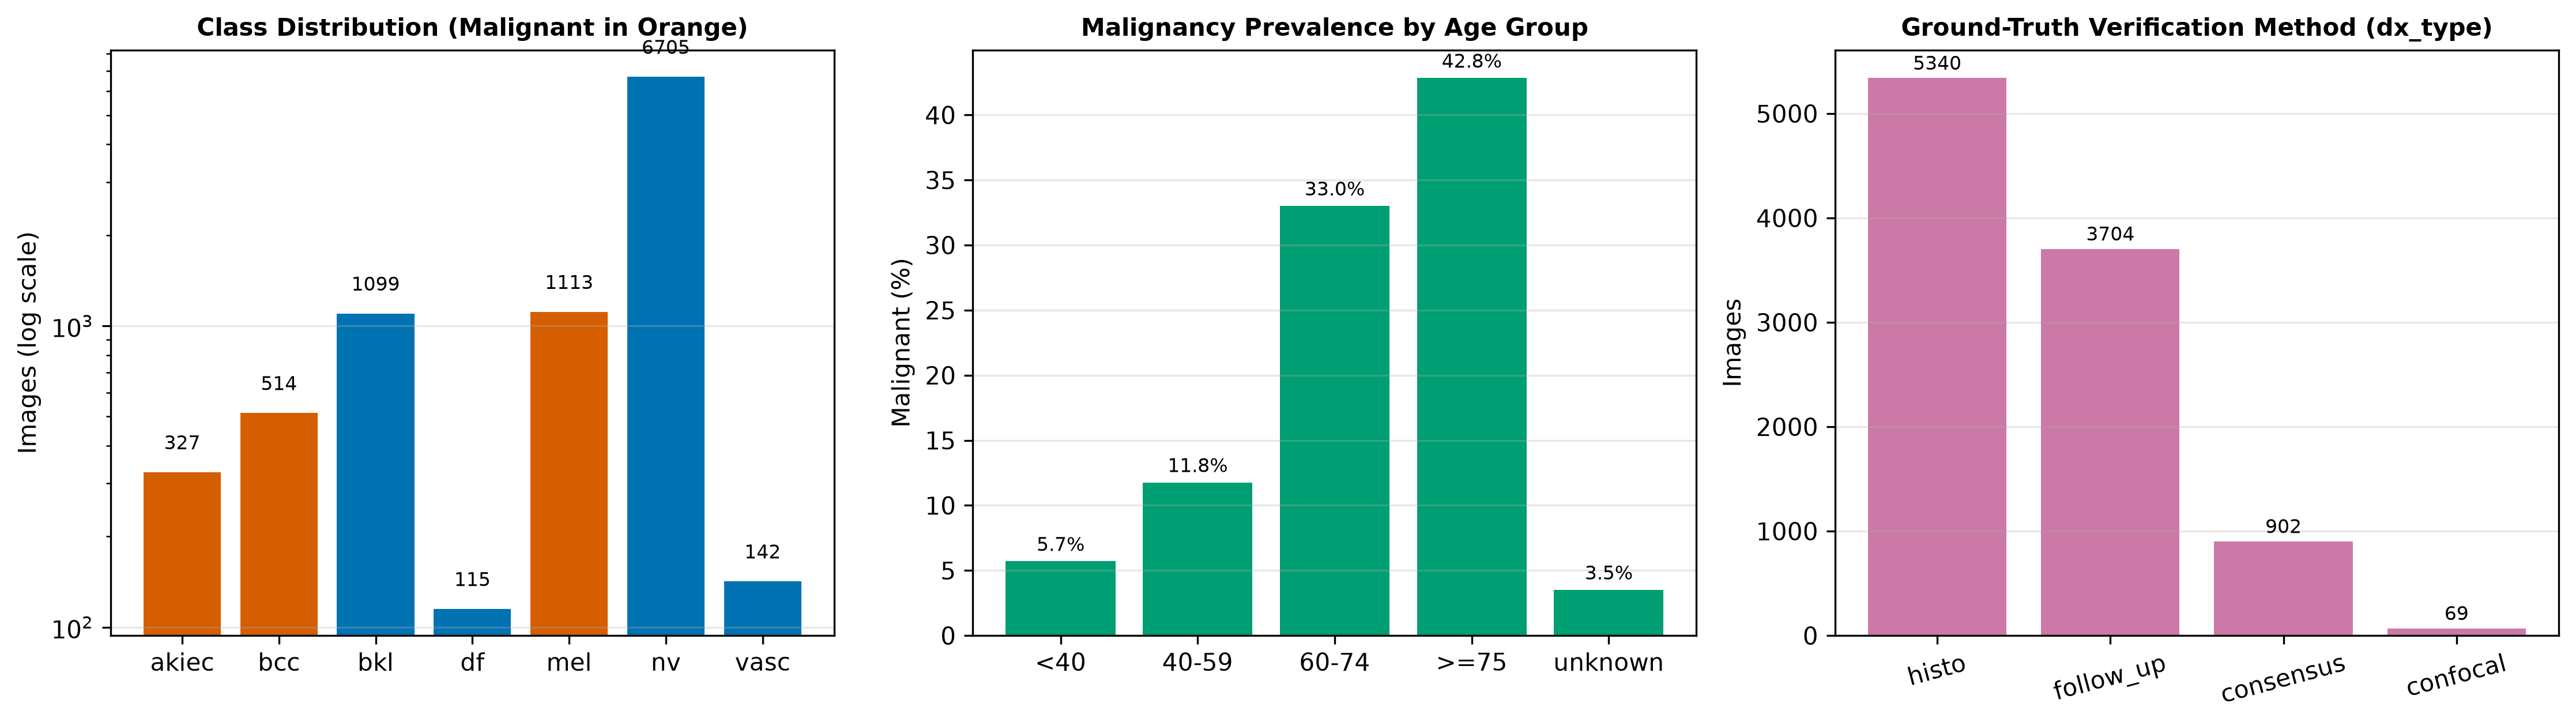 Class Distribution (Malignant in Orange)
Images (log scale)
10³
10²
327
514
1099
115
1113
6705
142
akiec
bcc
bkl
df
mel
nv
vasc
Malignancy Prevalence by Age Group
Malignant (%)
40
35
30
25
20
15
10
5
0
5.7%
11.8%
33.0%
42.8%
3.5%
<40
40-59
60-74
>=75
unknown
Ground-Truth Verification Method (dx_type)
Images
5000
4000
3000
2000
1000
0
5340
3704
902
69
histo
follow_up
consensus
confocal